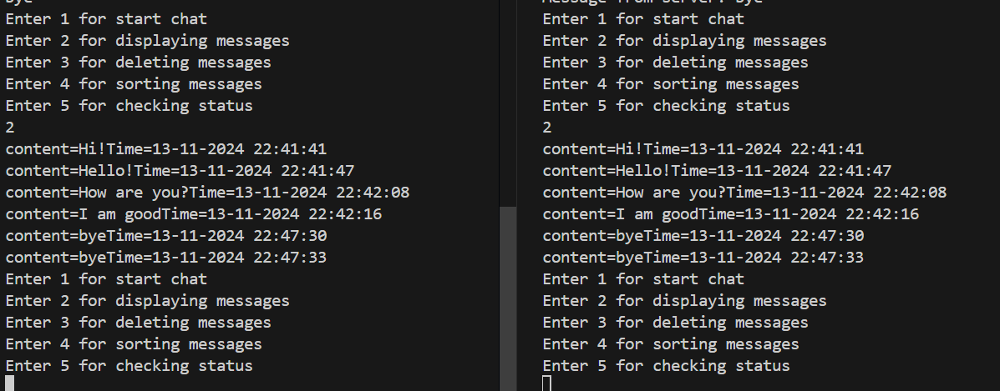 bye
Enter 1 for start chat
Enter 2 for displaying messages
Enter 3 for deleting messages
Enter 4 for sorting messages
Enter 5 for checking status
2
content=Hi!Time=13-11-2024 22:41:41
content=Hello!Time=13-11-2024 22:41:47
content=How are you?Time=13-11-2024 22:42:08
content=I am goodTime=13-11-2024 22:42:16
content=byeTime=13-11-2024 22:47:30
content=byeTime=13-11-2024 22:47:33
Enter 1 for start chat
Enter 2 for displaying messages
Enter 3 for deleting messages
Enter 4 for sorting messages
Enter 5 for checking status
Message from server: bye
Enter 1 for start chat
Enter 2 for displaying messages
Enter 3 for deleting messages
Enter 4 for sorting messages
Enter 5 for checking status
2
content=Hi!Time=13-11-2024 22:41:41
content=Hello!Time=13-11-2024 22:41:47
content=How are you?Time=13-11-2024 22:42:08
content=I am goodTime=13-11-2024 22:42:16
content=byeTime=13-11-2024 22:47:30
content=byeTime=13-11-2024 22:47:33
Enter 1 for start chat
Enter 2 for displaying messages
Enter 3 for deleting messages
Enter 4 for sorting messages
Enter 5 for checking status